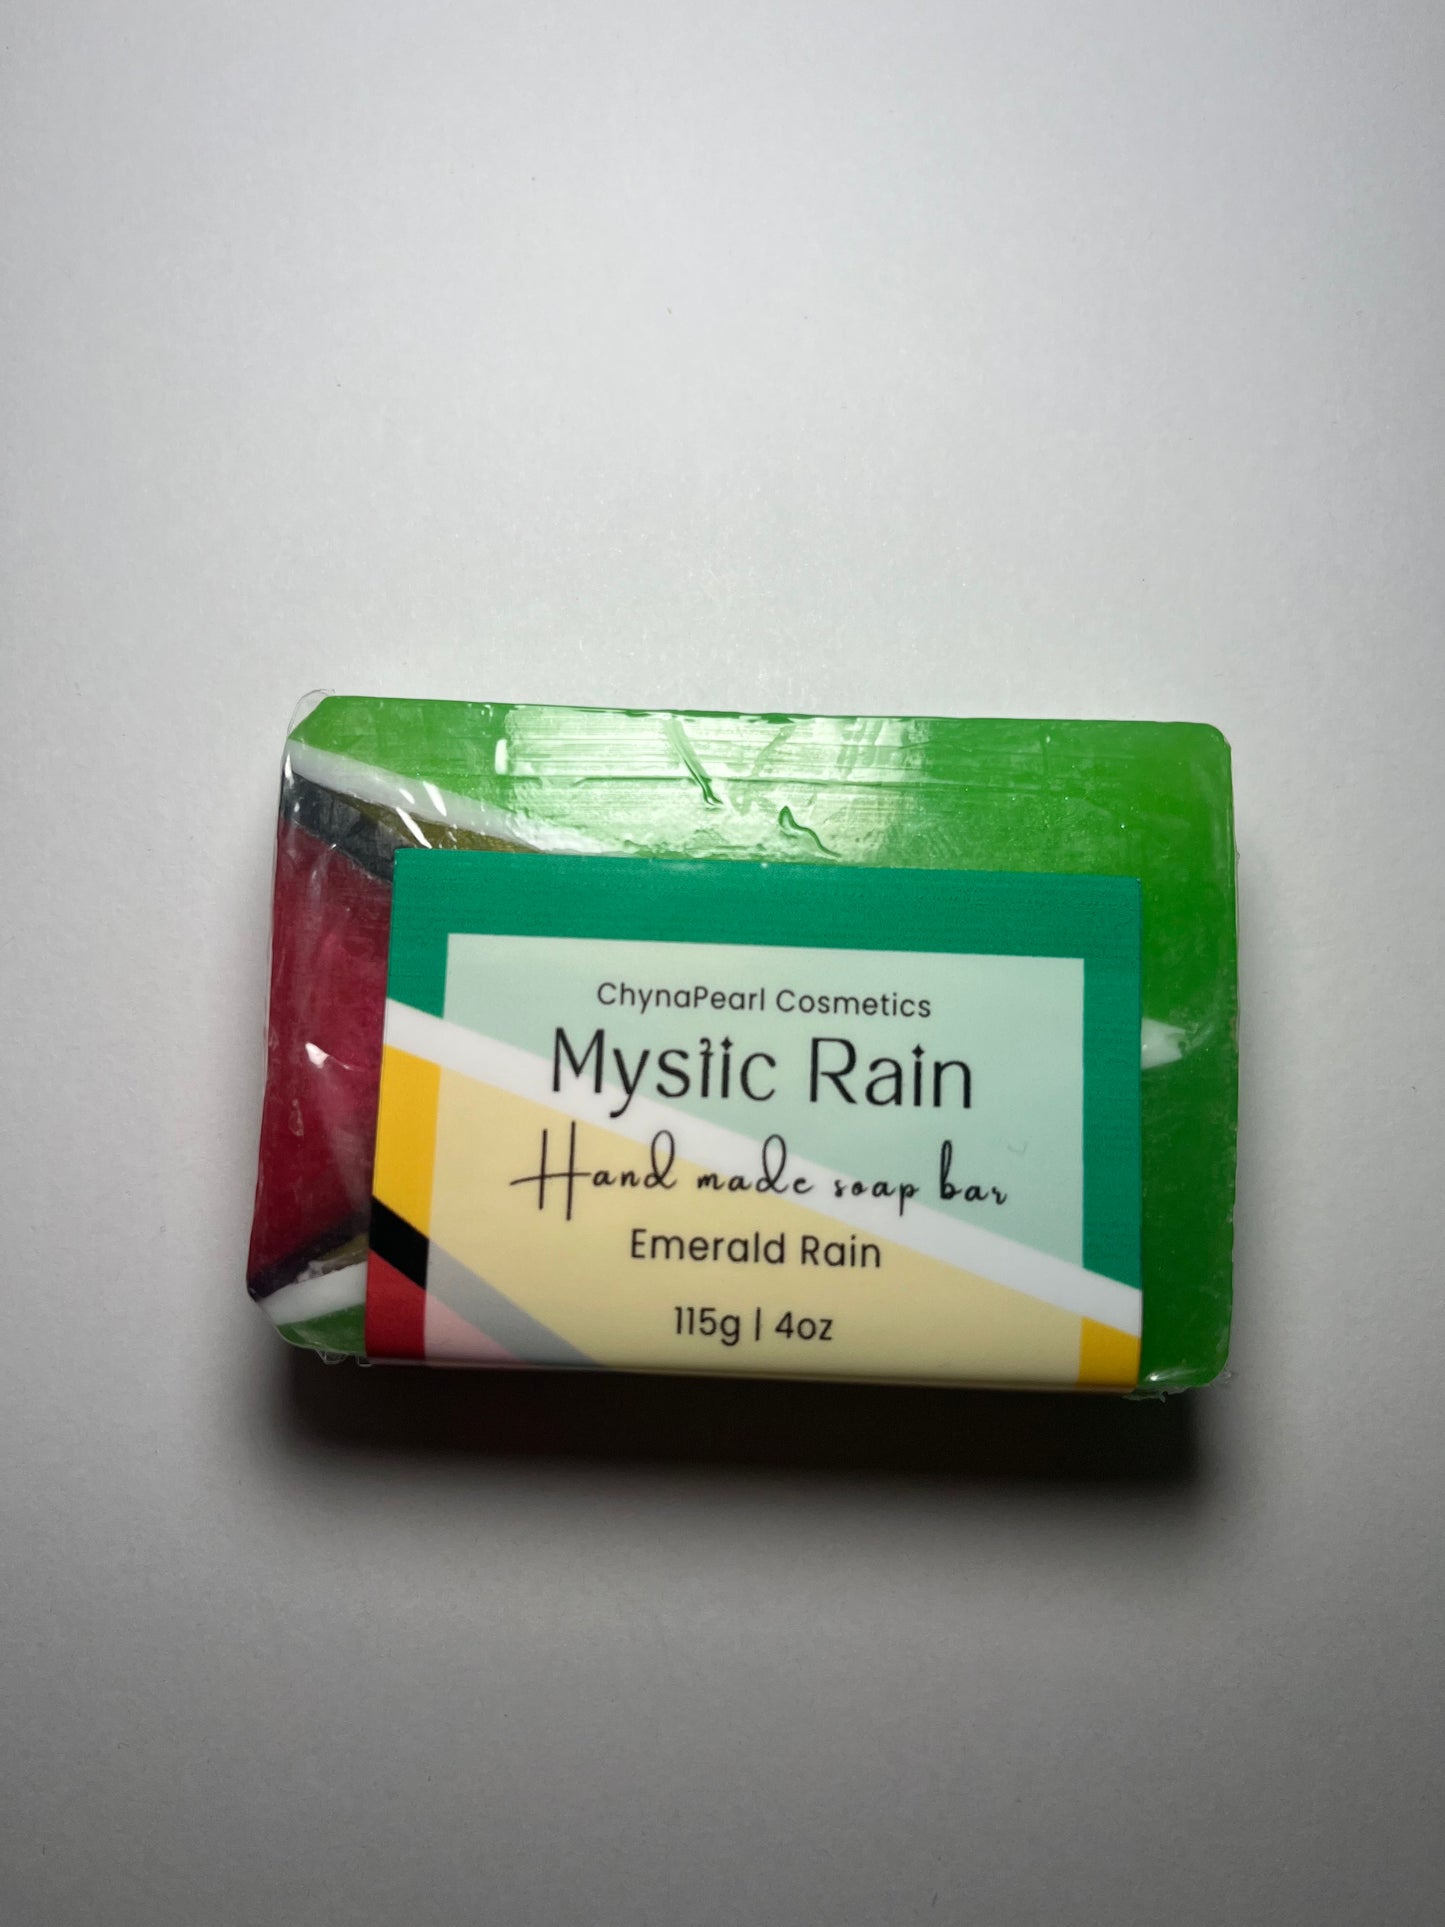 ChynaPearl Cosmetics
Mystic Rain
Hand made soap bar
Emerald Rain
115g | 4oz